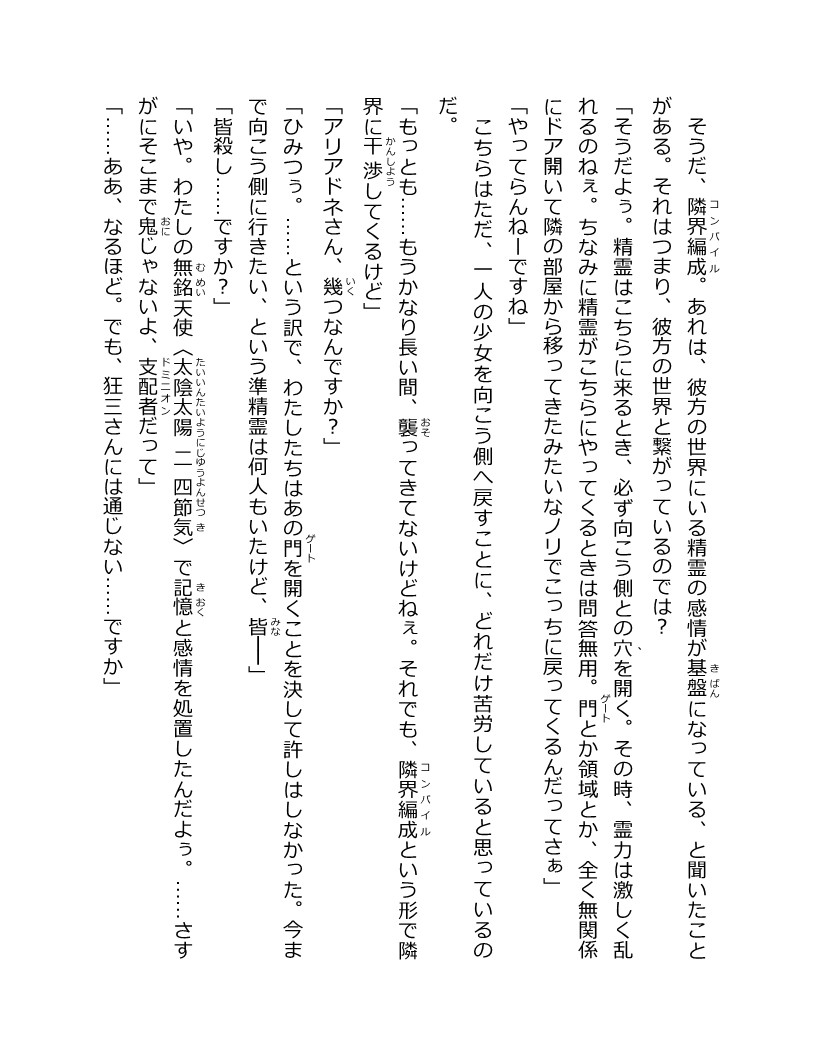 そうだ、隣界編成。あれは、彼方の世界にいる精霊の感情が基盤になっている、と聞いたこと
がある。それはつまり、彼方の世界と繋がっているのでは？
「そうだよぅ。精霊はこちらに来るとき、必ず向こう側との穴を開く。その時、霊力は激しく乱
れるのねぇ。ちなみに精霊がこちらにやってくるときは問答無用。門とか領域とか、全く無関係
にドア開いて隣の部屋から移ってきたみたいなノリでこっちに戻ってくるんだってさぁ」
「やってらんねーですね」
こちらはただ、一人の少女を向こう側へ戻すことに、どれだけ苦労していると思っているの
だ。
「もっとも……もうかなり長い間、襲ってきてないけどねぇ。それでも、隣界編成という形で隣
界に干渉してくるけど」
「アリアドネさん、幾つなんですか？」
「ひみつぅ。……という訳で、わたしたちはあの門を開くことを決して許しはしなかった。今ま
で向こう側に行きたい、という準精霊は何人もいたけど、皆――」
「皆殺し……ですか？」
「いや。わたしの無銘天使〈太陰太陽 二四節気〉で記憶と感情を処置したんだよぅ。……さす
がにそこまで鬼じゃないよ、支配者だって」
「……ああ、なるほど。でも、狂三さんには通じない……ですか」